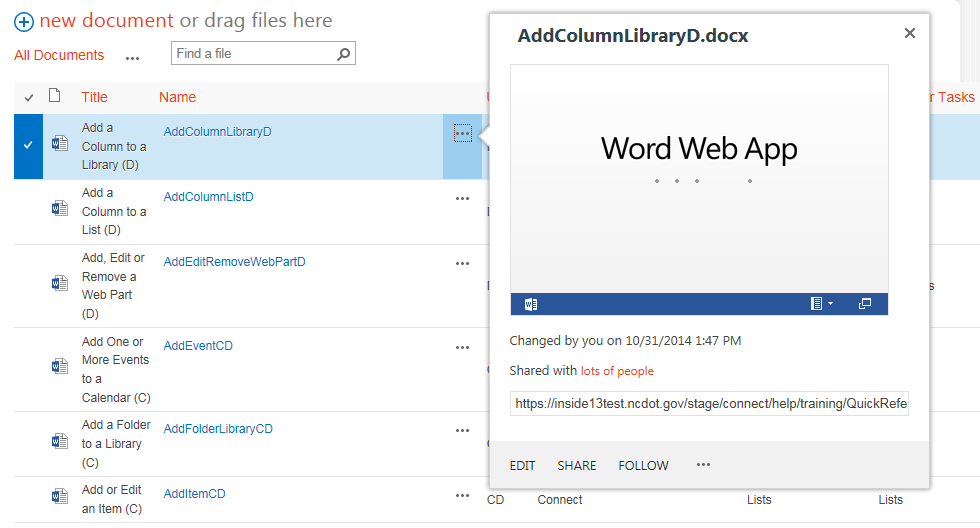 new document or drag files here
All Documents ... Find a file
Title Name
r Tasks
Add a
Column to a
Library (D)
AddColumnLibraryD
Add a
Column to a
List (D)
AddColumnListD
Add, Edit or
Remove a
Web Part
(D)
AddEditRemoveWebPartD
Add One or
More Events
to a
Calendar (C)
AddEventCD
Add a Folder
to a Library
(C)
AddFolderLibraryCD
Add or Edit
an Item (C)
AddItemCD
CD Connect Lists Lists
AddColumnLibraryD.docx
Word Web App
Changed by you on 10/31/2014 1:47 PM
Shared with lots of people
https://inside13test.ncdot.gov/stage/connect/help/training/QuickRefe
EDIT SHARE FOLLOW ...